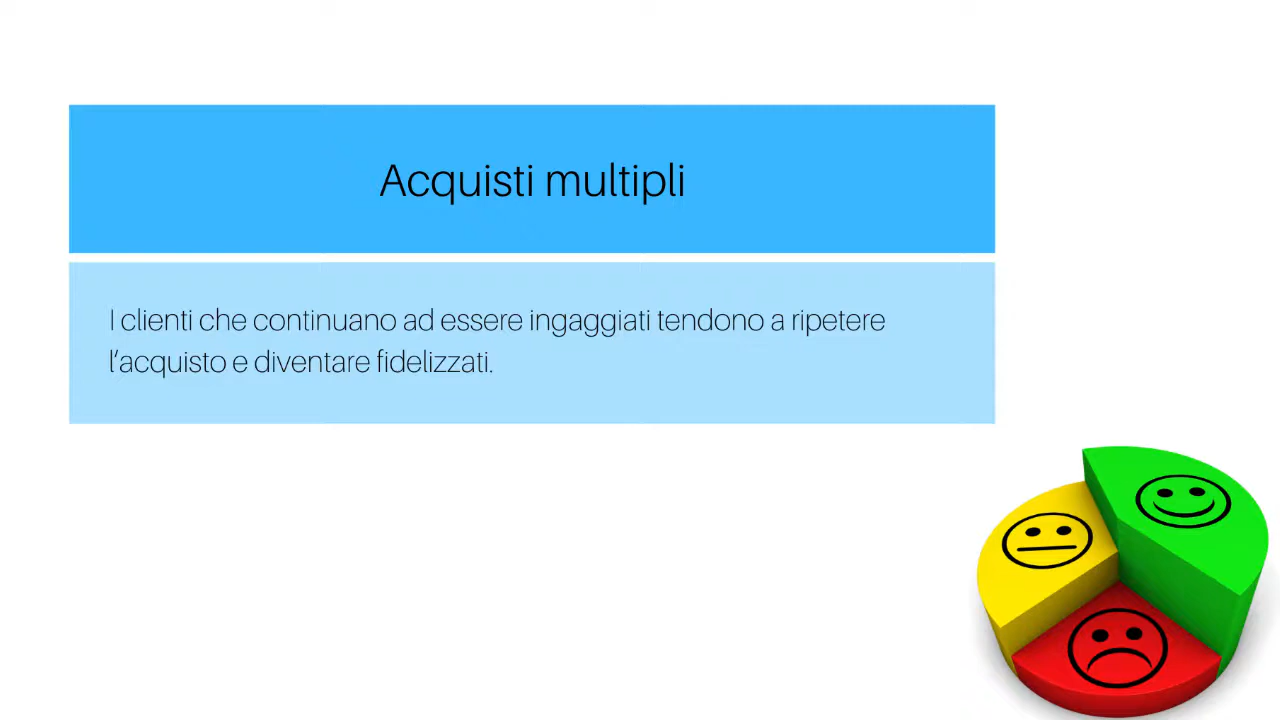 Acquisti multipli
I clienti che continuano ad essere ingaggiati tendono a ripetere
l’acquisto e diventare fidelizzati.